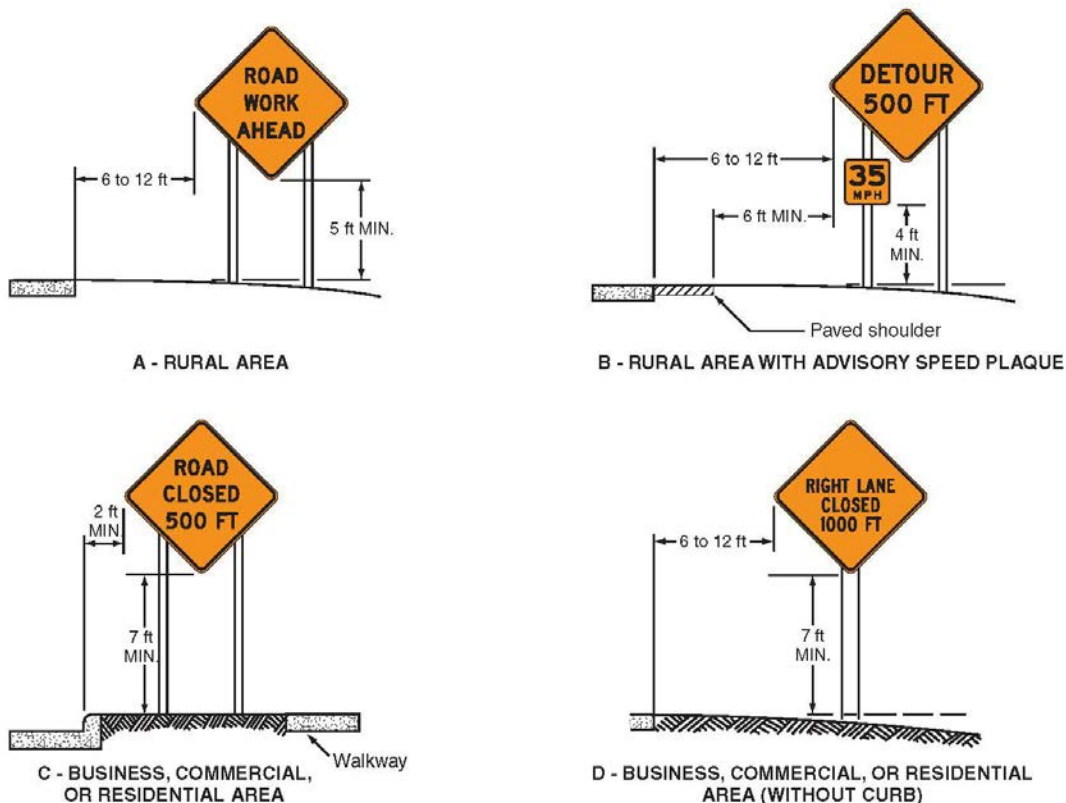 ROAD
WORK
AHEAD
6 to 12 ft
5 ft MIN.
A - RURAL AREA
DETOUR
500 FT
6 to 12 ft
35
MPH
6 ft MIN.
4 ft
MIN.
Paved shoulder
B - RURAL AREA WITH ADVISORY SPEED PLAQUE
ROAD
CLOSED
500 FT
2 ft
MIN.
7 ft
MIN.
Walkway
C - BUSINESS, COMMERCIAL,
OR RESIDENTIAL AREA
RIGHT LANE
CLOSED
1000 FT
6 to 12 ft
7 ft
MIN.
D - BUSINESS, COMMERCIAL, OR RESIDENTIAL
AREA (WITHOUT CURB)